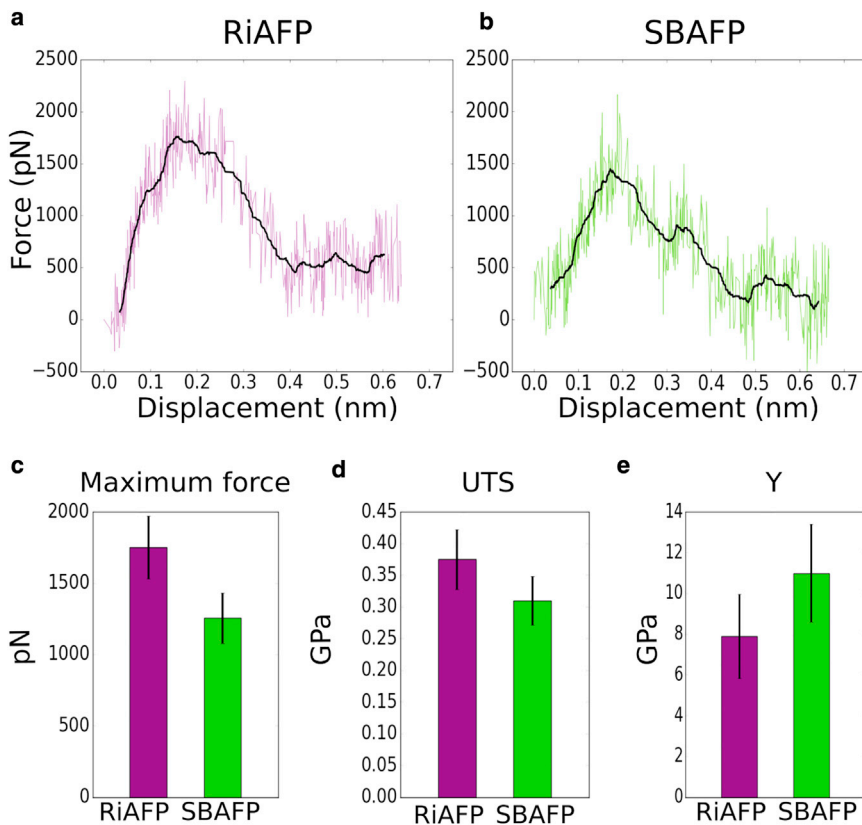 a
RiAFP
b
SBAFP
Force (pN)
2500
2000
1500
1000
500
0
−500
0.0 0.1 0.2 0.3 0.4 0.5 0.6 0.7
Displacement (nm)
2500
2000
1500
1000
500
0
−500
0.0 0.1 0.2 0.3 0.4 0.5 0.6 0.7
Displacement (nm)
c
Maximum force
pN
2000
1500
1000
500
0
RiAFP SBAFP
d
UTS
GPa
0.45
0.40
0.35
0.30
0.25
0.20
0.15
0.10
0.05
0.00
RiAFP SBAFP
e
Y
GPa
14
12
10
8
6
4
2
0
RiAFP SBAFP